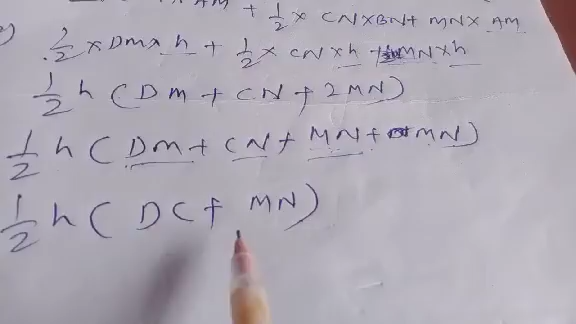 × AM + 1/2 × CN×BN + MN× AM
1/2 × DM× h + 1/2 × CN×h + MN×h
1/2 h (DM + CN + 2MN)
1/2 h (DM + CN + MN + MN)
1/2 h ( DC + MN)